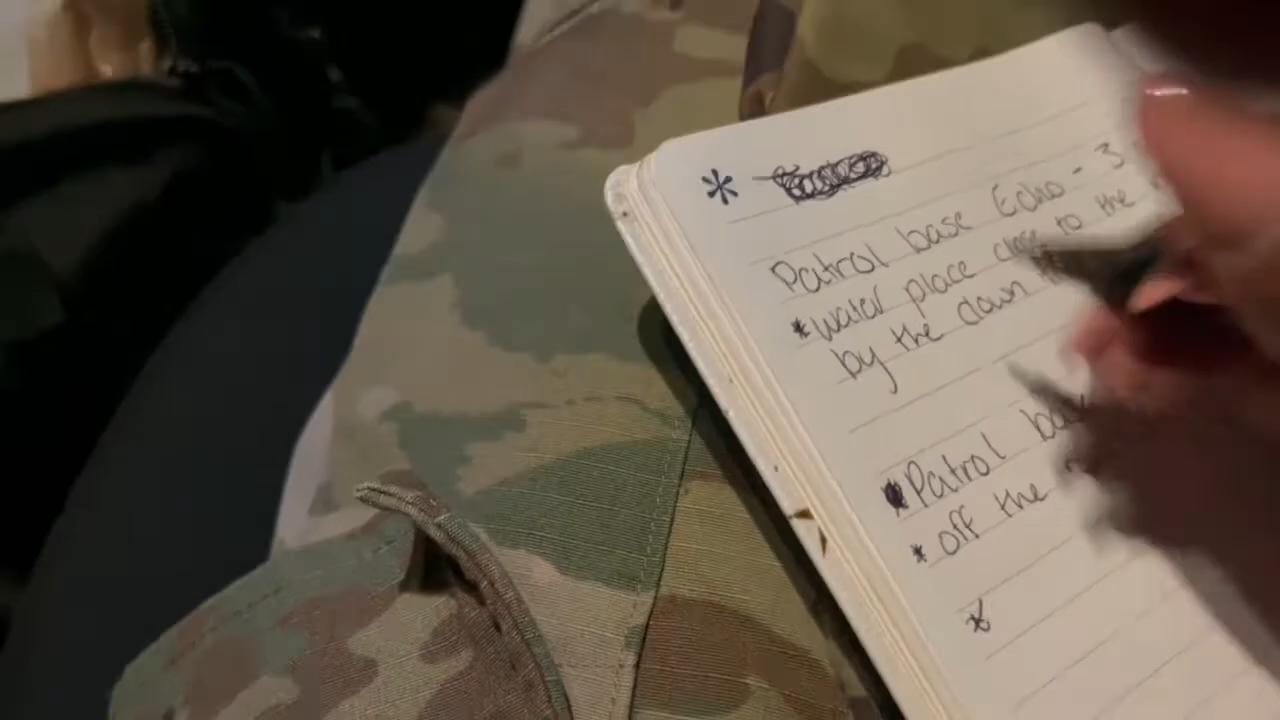 *
Patrol base Echo - 3
*water place close to the
by the down
Patrol
* off the
*